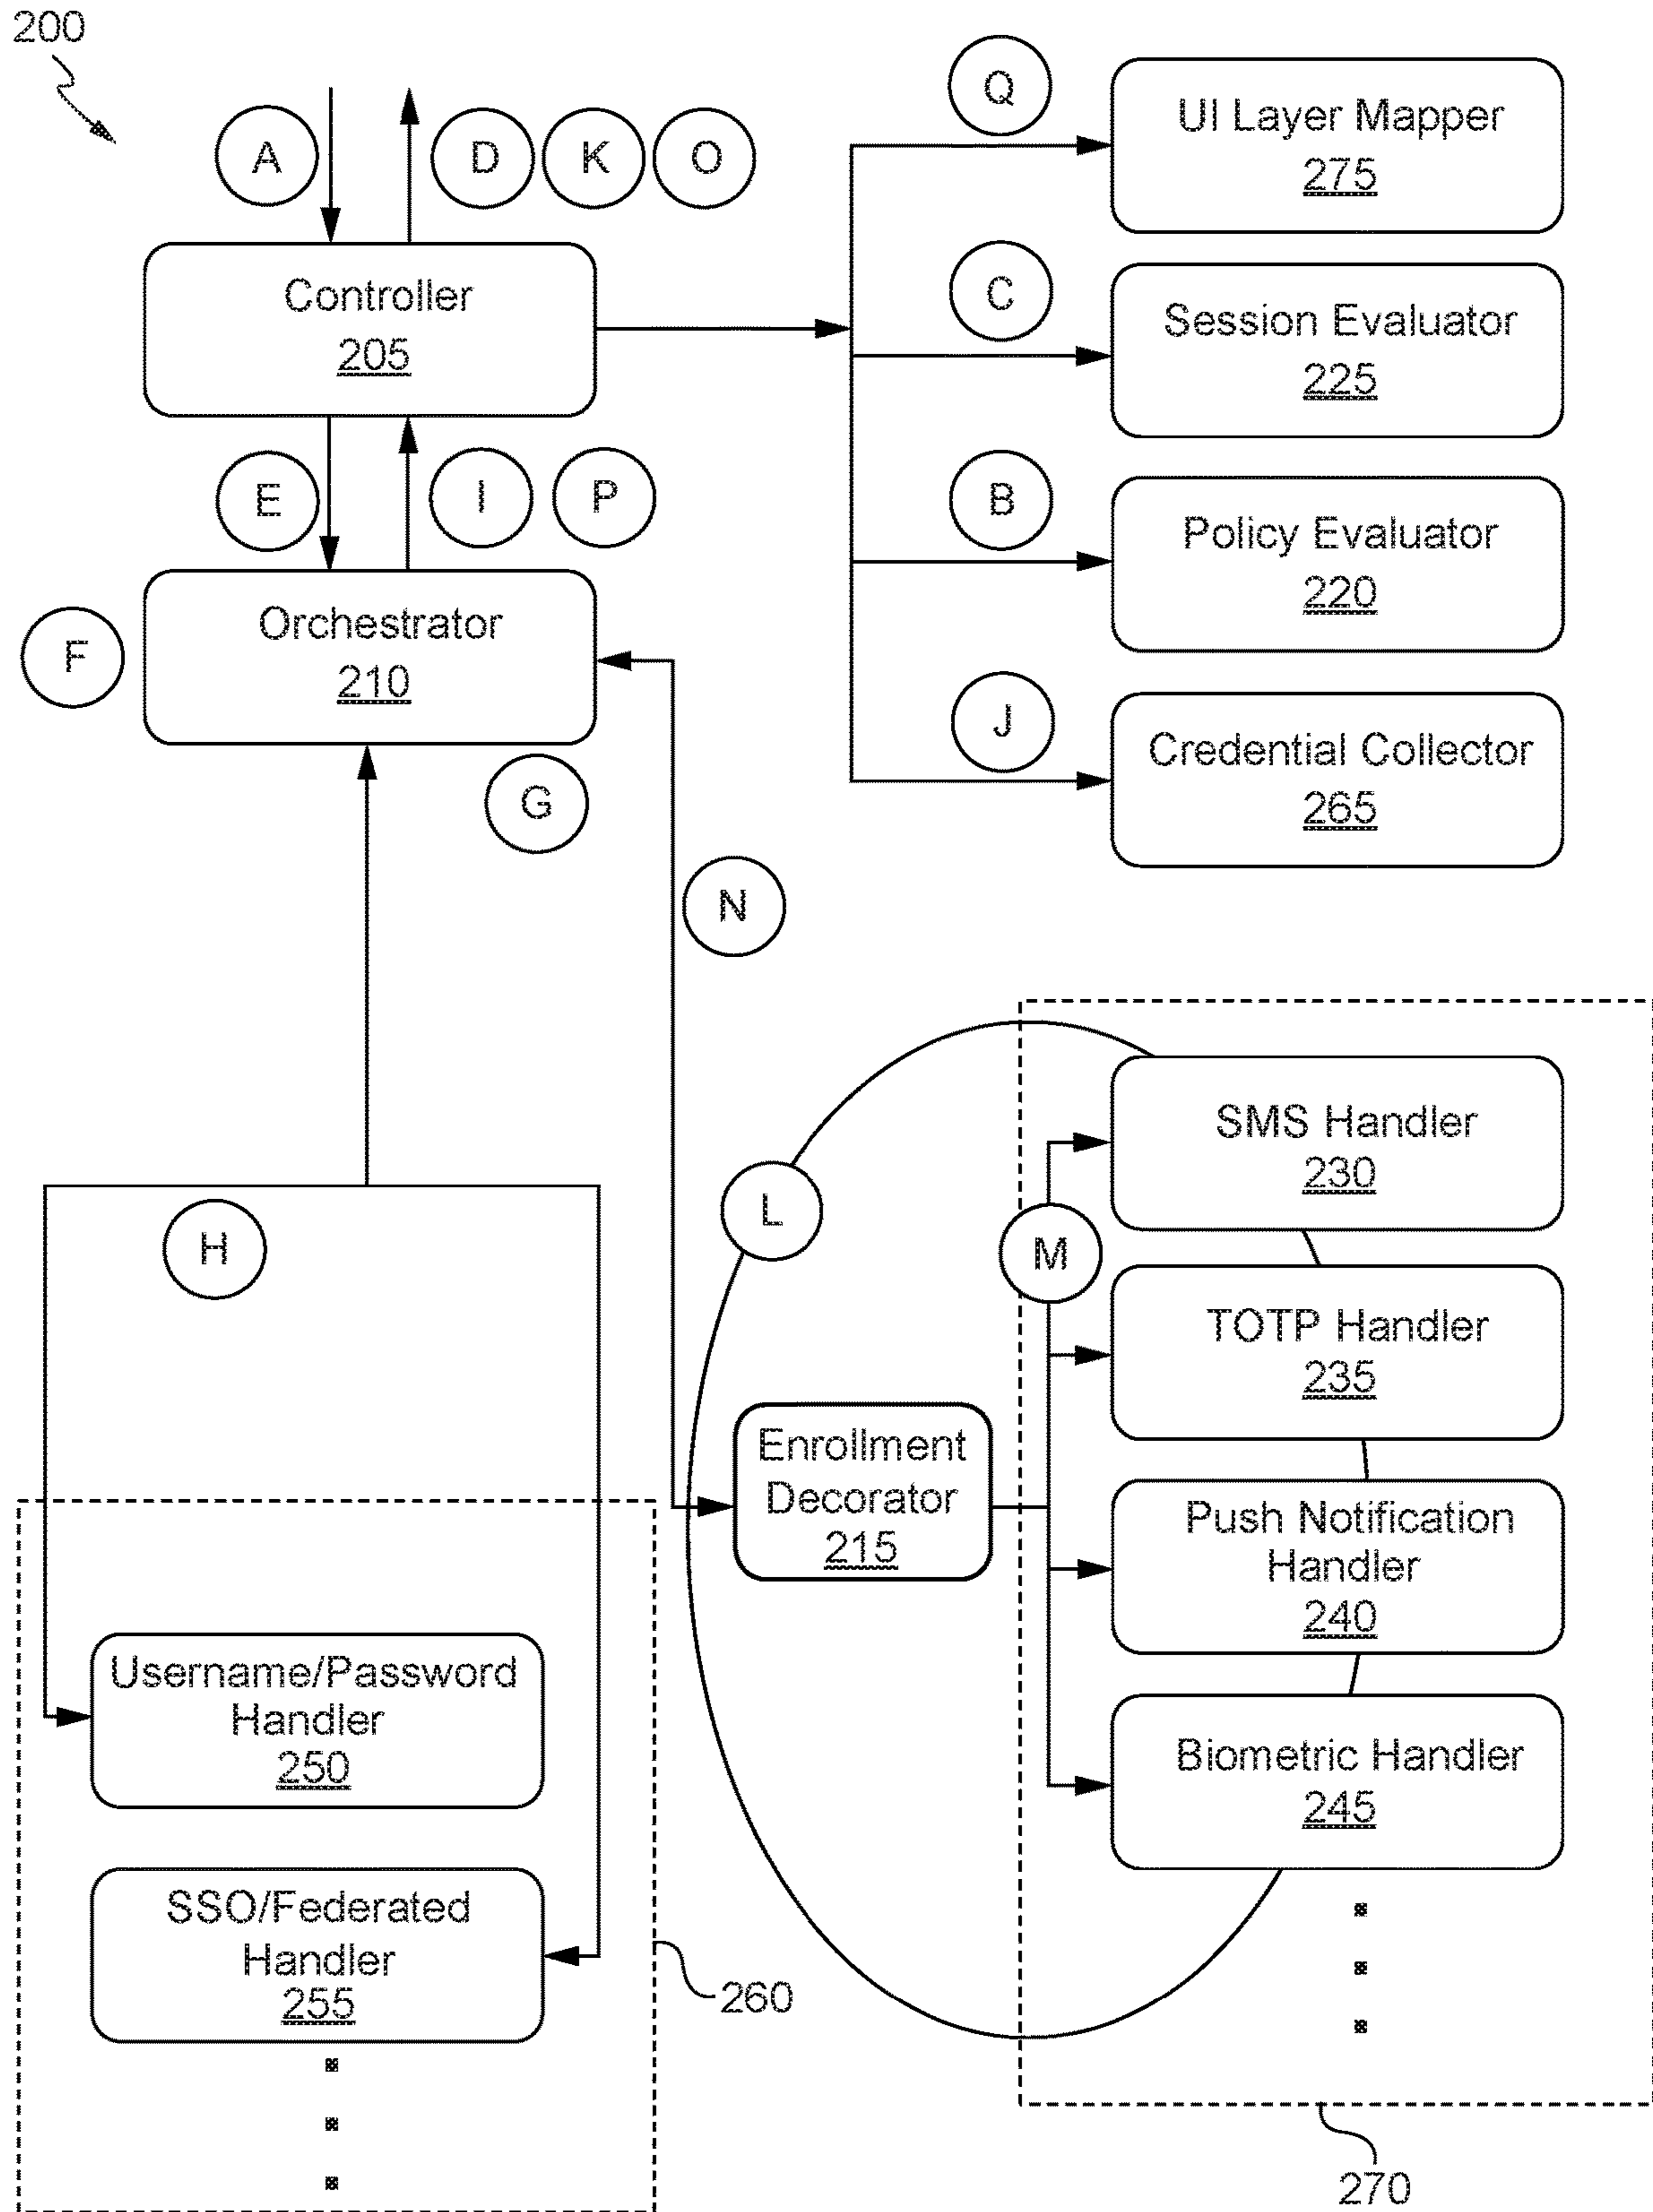 200
A
D
K
O
Q
UI Layer Mapper
275
Controller
205
C
Session Evaluator
225
E
I
P
B
Policy Evaluator
220
F
Orchestrator
210
J
Credential Collector
265
G
N
SMS Handler
230
H
L
M
TOTP Handler
235
Enrollment
Decorator
215
Push Notification
Handler
240
Username/Password
Handler
250
Biometric Handler
245
SSO/Federated
Handler
255
260
270